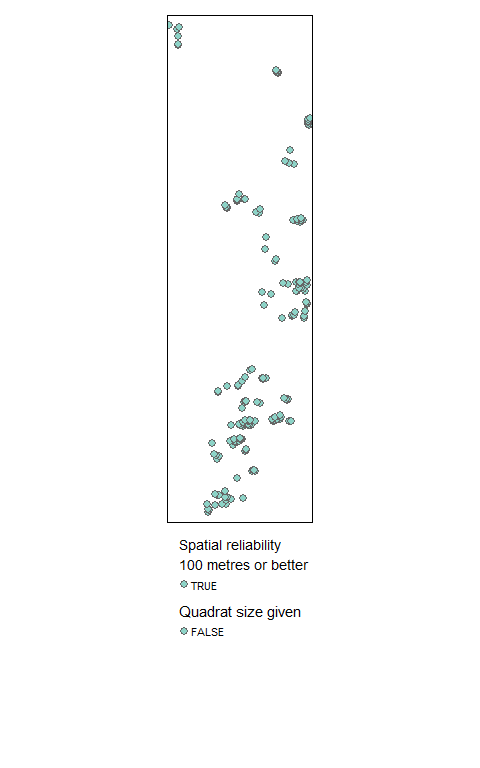 Spatial reliability
100 metres or better
TRUE
Quadrat size given
FALSE